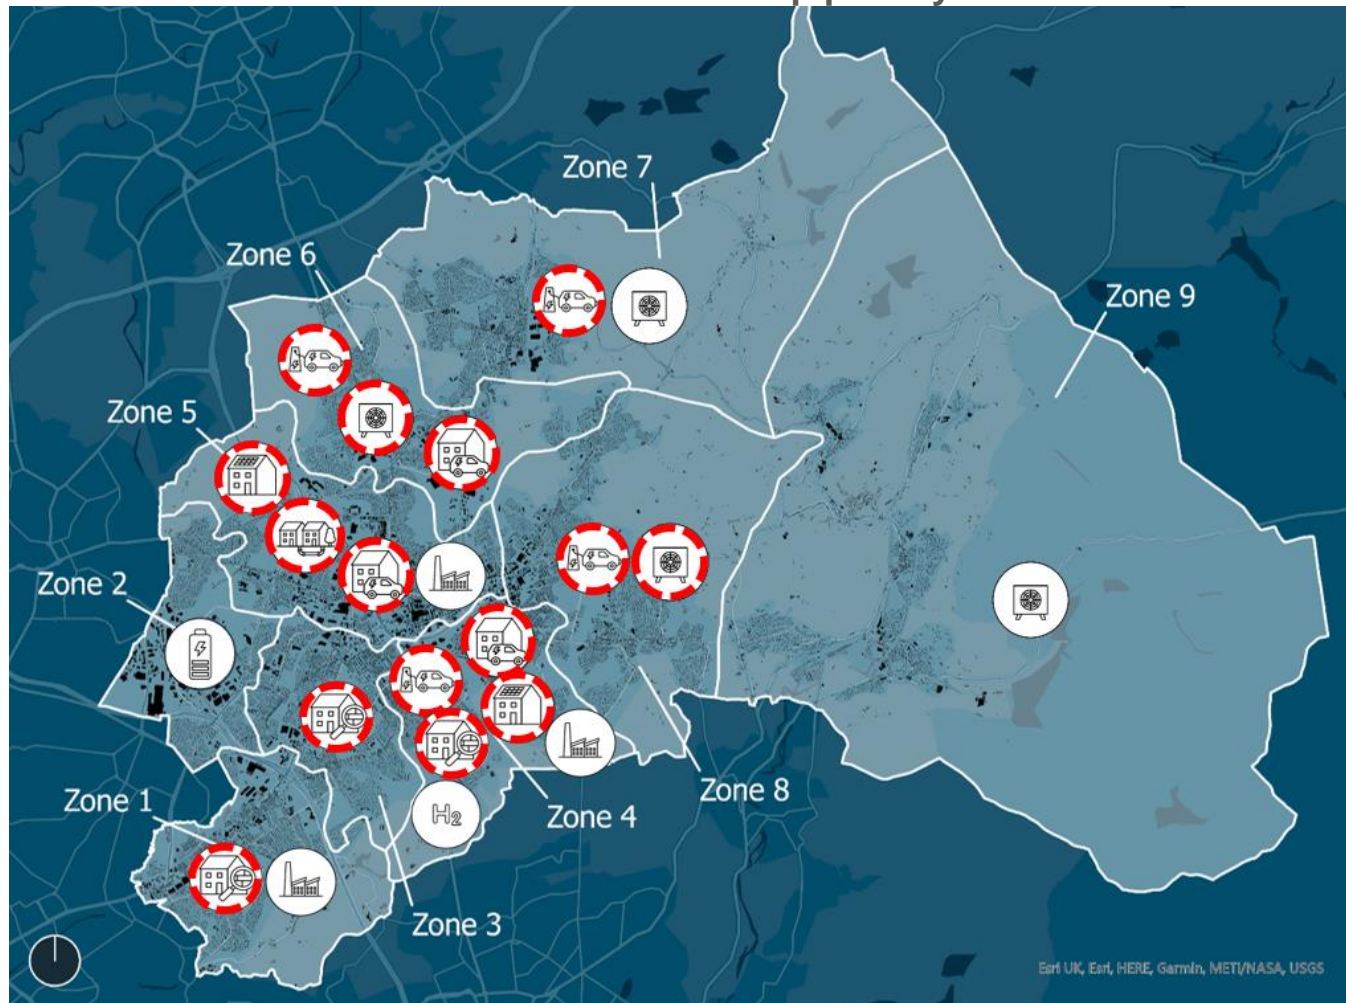 Zone 7
Zone 6
Zone 9
Zone 5
Zone 2
Zone 8
Zone 1
Zone 4
H2
Zone 3
Esri UK, Esri, HERE, Garmin, METI/NASA, USGS